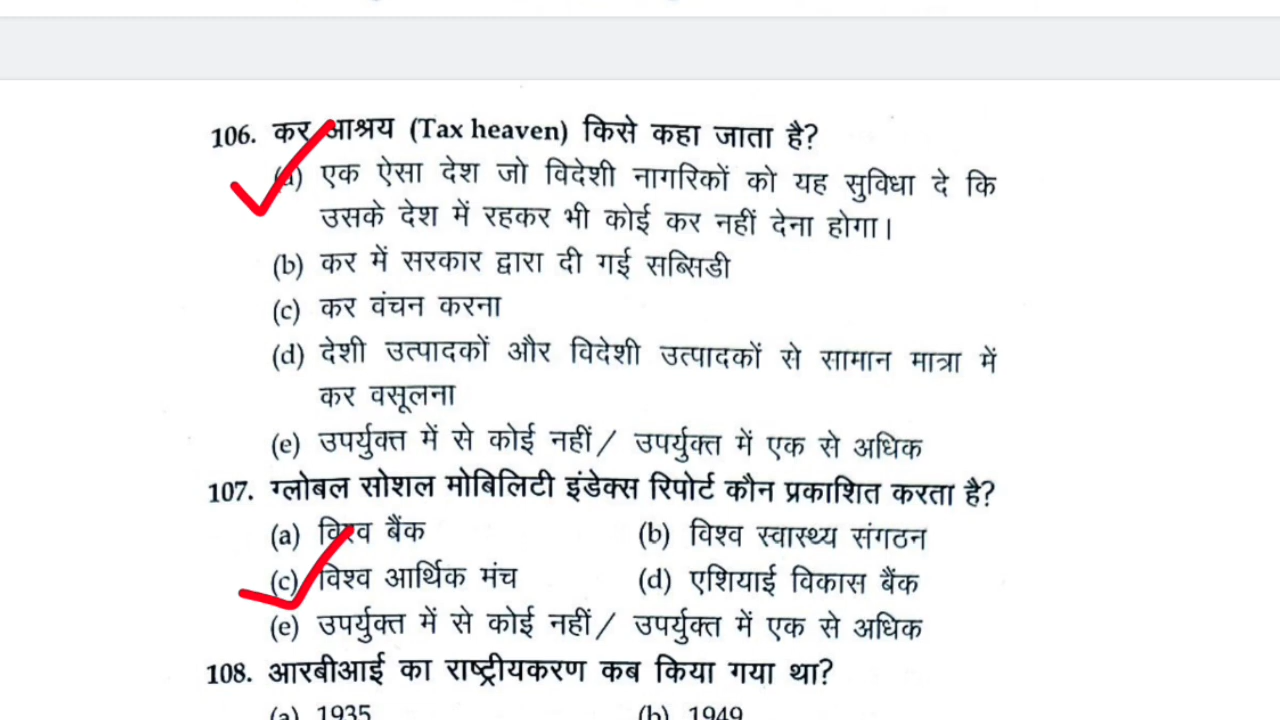 106. कर आश्रय (Tax heaven) किसे कहा जाता है?
(a) एक ऐसा देश जो विदेशी नागरिकों को यह सुविधा दे कि
उसके देश में रहकर भी कोई कर नहीं देना होगा।
(b) कर में सरकार द्वारा दी गई सब्सिडी
(c) कर वंचन करना
(d) देशी उत्पादकों और विदेशी उत्पादकों से सामान मात्रा में
कर वसूलना
(e) उपर्युक्त में से कोई नहीं/ उपर्युक्त में एक से अधिक
107. ग्लोबल सोशल मोबिलिटी इंडेक्स रिपोर्ट कौन प्रकाशित करता है?
(a) विश्व बैंक (b) विश्व स्वास्थ्य संगठन
(c) विश्व आर्थिक मंच (d) एशियाई विकास बैंक
(e) उपर्युक्त में से कोई नहीं/ उपर्युक्त में एक से अधिक
108. आरबीआई का राष्ट्रीयकरण कब किया गया था?
(a) 1935 (b) 1949